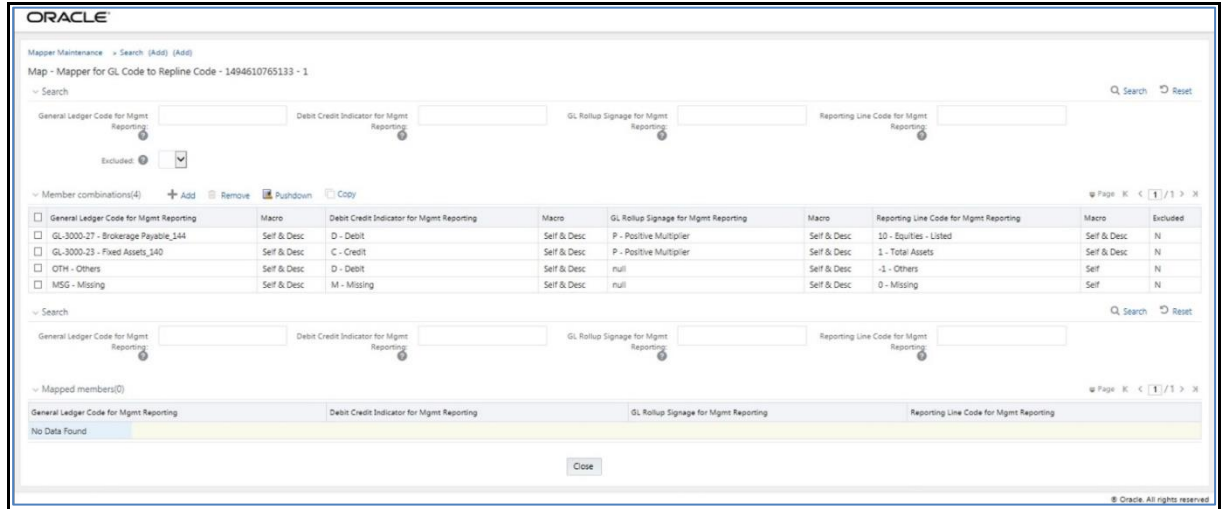 ORACLE
Mapper Maintenance » Search (Add) (Add)
Map - Mapper for GL Code to Repline Code - 1494610765133 - 1
Search Search Reset
General Ledger Code for Mgmt Reporting: Debit Credit Indicator for Mgmt Reporting: GL Rollup Signage for Mgmt Reporting: Reporting Line Code for Mgmt Reporting:
Excluded:
Member combinations(4) Add Remove Pushdown Copy Page 1 / 1
General Ledger Code for Mgmt Reporting Macro Debit Credit Indicator for Mgmt Reporting Macro GL Rollup Signage for Mgmt Reporting Macro Reporting Line Code for Mgmt Reporting Macro Excluded
GL-3000-27 - Brokerage Payable_144 Self & Desc D - Debit Self & Desc P - Positive Multiplier Self & Desc 10 - Equities - Listed Self & Desc N
GL-3000-23 - Fixed Assets_140 Self & Desc C - Credit Self & Desc P - Positive Multiplier Self & Desc 1 - Total Assets Self & Desc N
OTH - Others Self & Desc D - Debit Self & Desc null Self & Desc -1 - Others Self N
MSG - Missing Self & Desc M - Missing Self & Desc null Self & Desc 0 - Missing Self N
Search Search Reset
General Ledger Code for Mgmt Reporting: Debit Credit Indicator for Mgmt Reporting: GL Rollup Signage for Mgmt Reporting: Reporting Line Code for Mgmt Reporting:
Mapped members(0) Page 1 / 1
General Ledger Code for Mgmt Reporting Debit Credit Indicator for Mgmt Reporting GL Rollup Signage for Mgmt Reporting Reporting Line Code for Mgmt Reporting
No Data Found
Close
® Oracle. All rights reserved